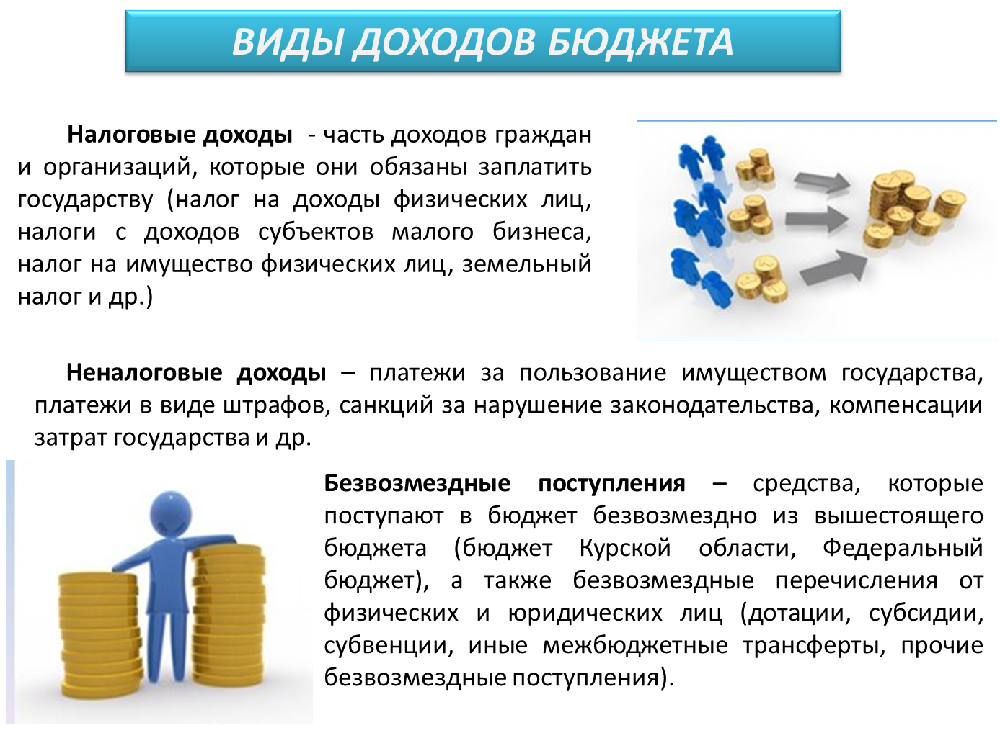 ВИДЫ ДОХОДОВ БЮДЖЕТА
Налоговые доходы - часть доходов граждан
и организаций, которые они обязаны заплатить
государству (налог на доходы физических лиц,
налоги с доходов субъектов малого бизнеса,
налог на имущество физических лиц, земельный
налог и др.)
Неналоговые доходы – платежи за пользование имуществом государства,
платежи в виде штрафов, санкций за нарушение законодательства, компенсации
затрат государства и др.
Безвозмездные поступления – средства, которые
поступают в бюджет безвозмездно из вышестоящего
бюджета (бюджет Курской области, Федеральный
бюджет), а также безвозмездные перечисления от
физических и юридических лиц (дотации, субсидии,
субвенции, иные межбюджетные трансферты, прочие
безвозмездные поступления).